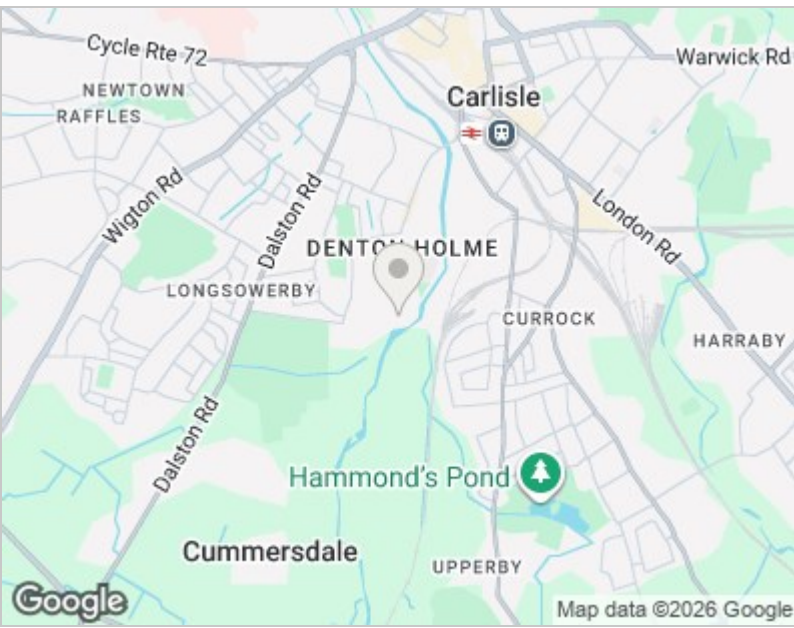 Cycle Rte 72
Warwick Rd
NEWTOWN
Carlisle
RAFFLES
Wigton Rd
Dalston Rd
London Rd
DENTON HOLME
LONGSOWERBY
CURROCK
HARRABY
Dalston Rd
Hammond's Pond
Cummersdale
UPPERBY
Google
Map data ©2026 Google